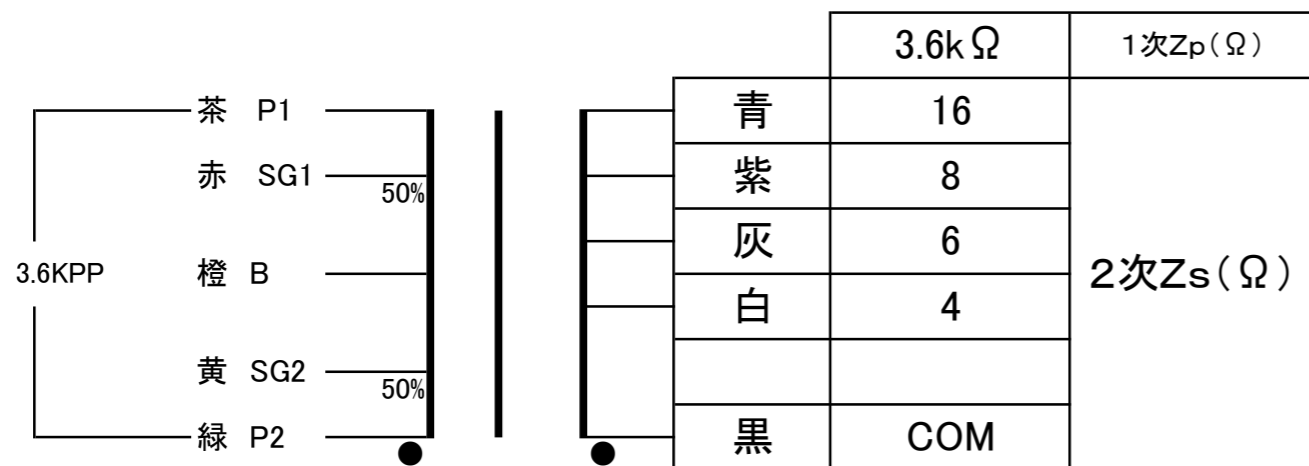 3.6kΩ 1次Zp(Ω)
茶 P1
赤 SG1
50%
3.6KPP
橙 B
黄 SG2
50%
緑 P2
青 16
紫 8
灰 6
白 4
黒 COM
2次Zs(Ω)